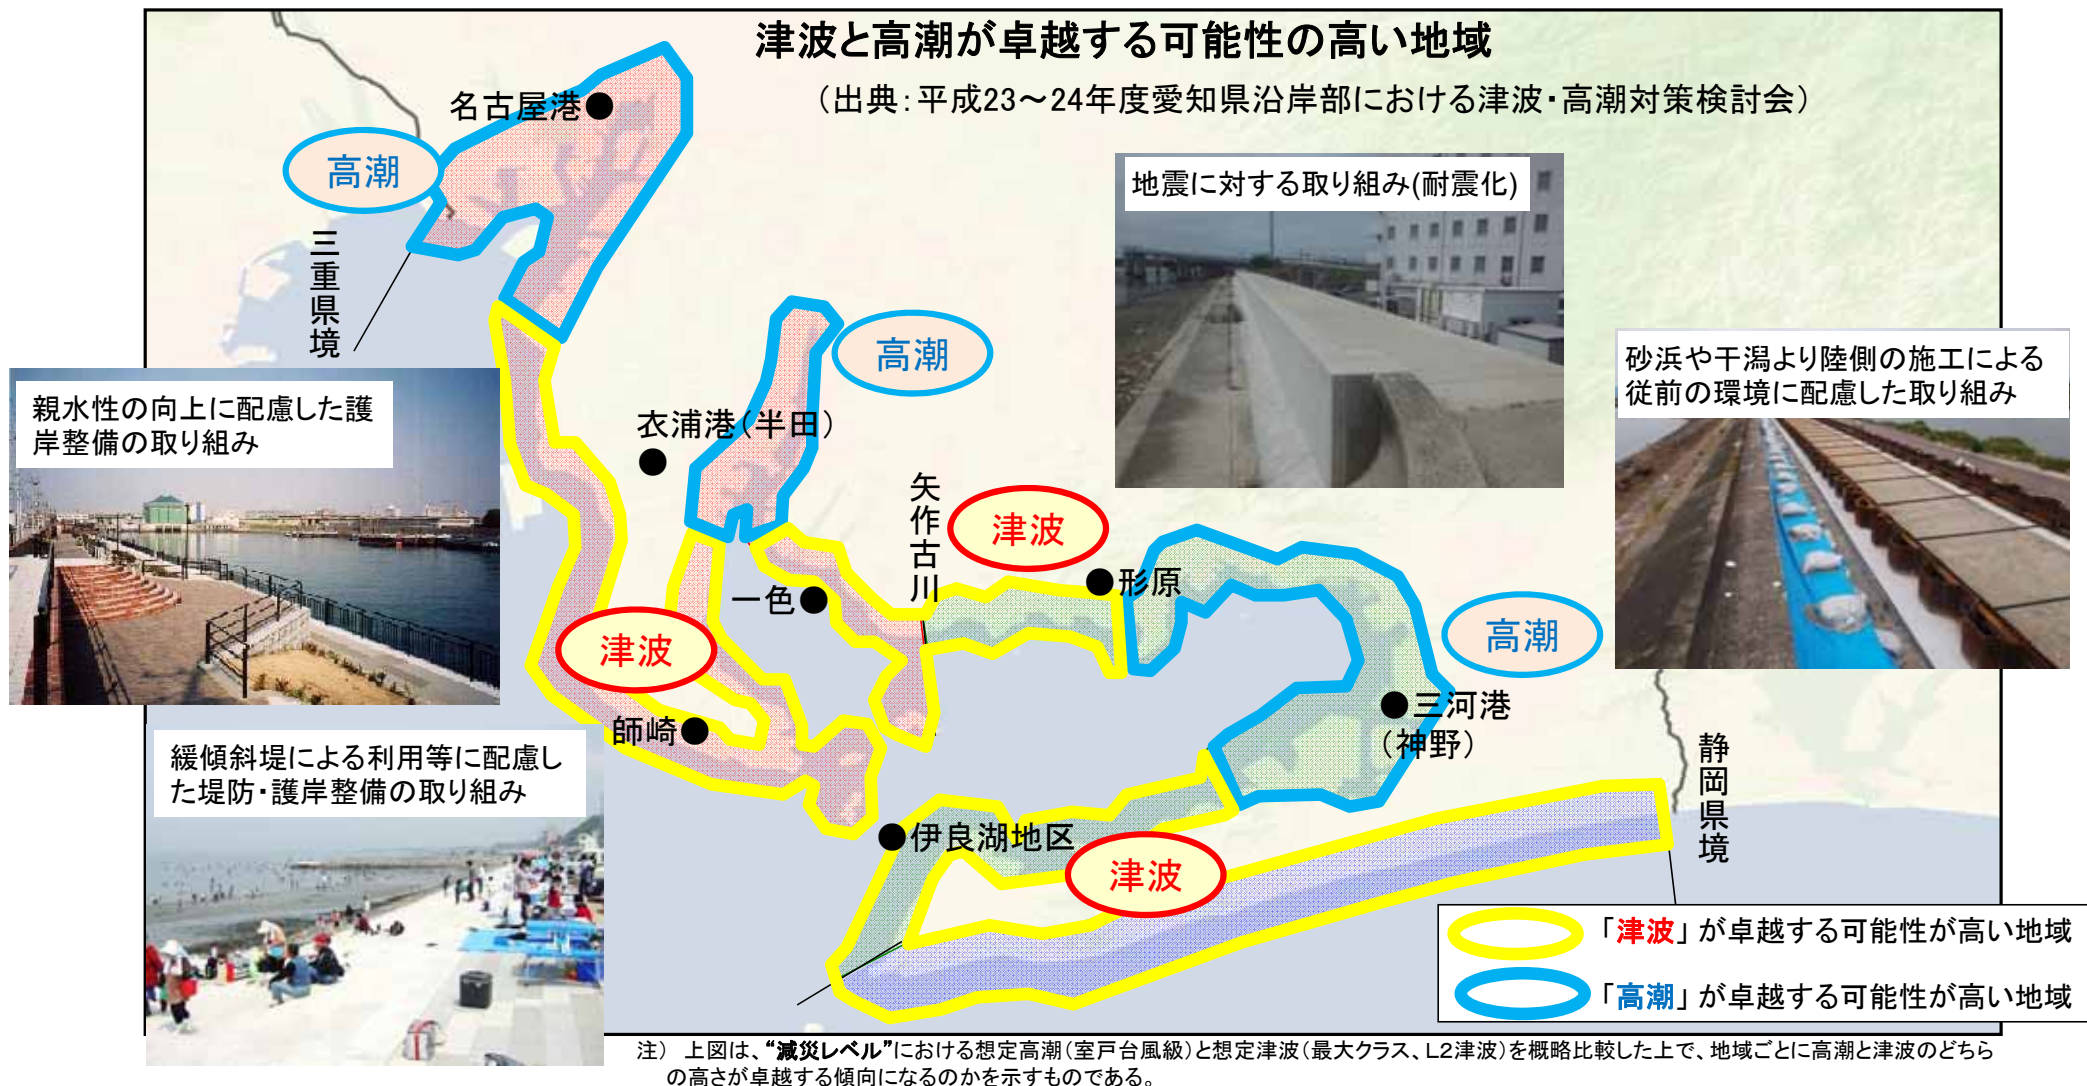 津波と高潮が卓越する可能性の高い地域
（出典：平成23～24年度愛知県沿岸部における津波・高潮対策検討会）
名古屋港
高潮
三重県境
地震に対する取り組み(耐震化)
高潮
砂浜や干潟より陸側の施工による
従前の環境に配慮した取り組み
親水性の向上に配慮した護
岸整備の取り組み
衣浦港（半田）
矢作古川
津波
形原
一色
高潮
津波
三河港
（神野）
師崎
静岡県境
緩傾斜堤による利用等に配慮し
た堤防・護岸整備の取り組み
伊良湖地区
津波
「津波」が卓越する可能性が高い地域
「高潮」が卓越する可能性が高い地域
注） 上図は、“減災レベル”における想定高潮（室戸台風級）と想定津波（最大クラス、L2津波）を概略比較した上で、地域ごとに高潮と津波のどちら
の高さが卓越する傾向になるのかを示すものである。